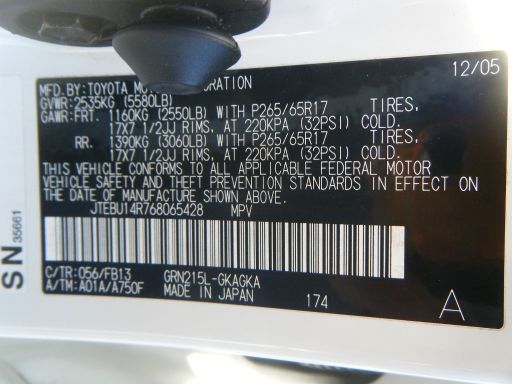 12/05
MFD.BY:TOYOTA MO ORATION
GVWR:2535KG (5580LB)
GAWR:FRT. 1160KG (2550LB) WITH P265/65R17 TIRES,
17X7 1/2JJ RIMS, AT 220KPA (32PSI) COLD.
RR. 1390KG (3060LB) WITH P265/65R17 TIRES,
17X7 1/2JJ RIMS, AT 220KPA (32PSI) COLD.
THIS VEHICLE CONFORMS TO ALL APPLICABLE FEDERAL MOTOR
VEHICLE SAFETY AND THEFT PREVENTION STANDARDS IN EFFECT ON
THE DATE OF MANUFACTURE SHOWN ABOVE.
JTEBU14R768065428 MPV
C/TR:056/FB13 GRN215L-GKAGKA
A/TM:A01A/A750F MADE IN JAPAN 174 A
SN 35661